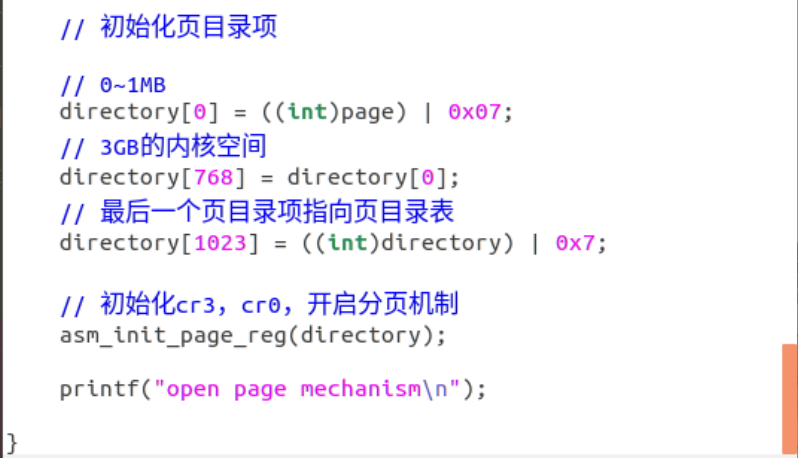 // 初始化页目录项
// 0~1MB
directory[0] = ((int)page) | 0x07;
// 3GB的内核空间
directory[768] = directory[0];
// 最后一个页目录项指向页目录表
directory[1023] = ((int)directory) | 0x7;
// 初始化cr3，cr0，开启分页机制
asm_init_page_reg(directory);
printf("open page mechanism\n");
}